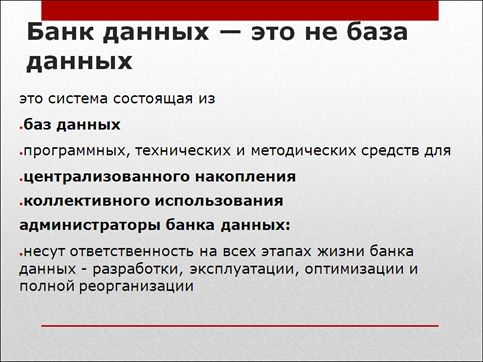 Банк данных — это не база
данных
это система состоящая из
.баз данных
.программных, технических и методических средств для
.централизованного накопления
.коллективного использования
администраторы банка данных:
.несут ответственность на всех этапах жизни банка
данных - разработки, эксплуатации, оптимизации и
полной реорганизации